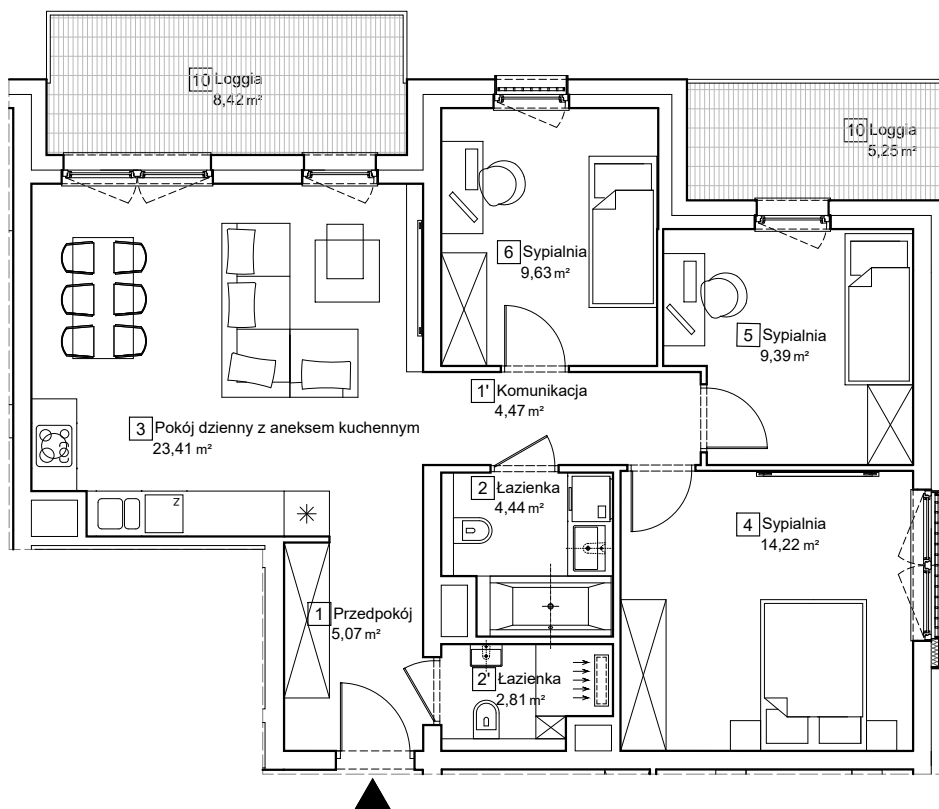 10 Loggia
8,42 m²
10 Loggia
5,25 m²
6 Sypialnia
9,63 m²
5 Sypialnia
9,39 m²
1' Komunikacja
4,47 m²
3 Pokój dzienny z aneksem kuchennym
23,41 m²
2 Łazienka
4,44 m²
Z
4 Sypialnia
14,22 m²
1 Przedpokój
5,07 m²
2' Łazienka
2,81 m²